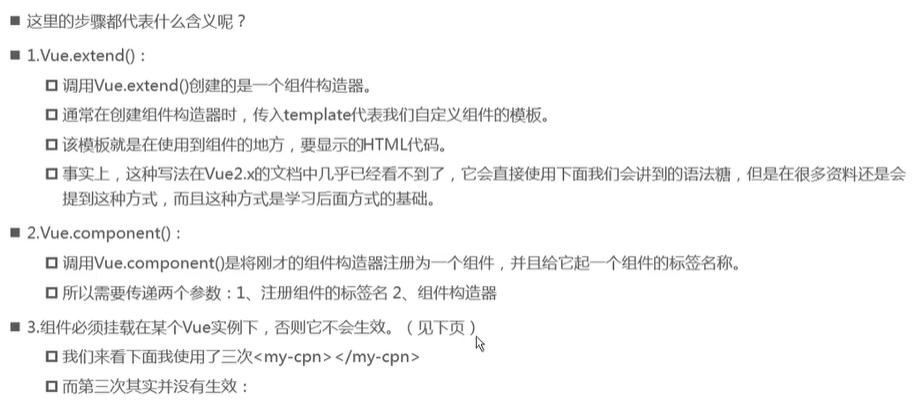 这里的步骤都代表什么含义呢？
1.Vue.extend()：
调用Vue.extend()创建的是一个组件构造器。
通常在创建组件构造器时，传入template代表我们自定义组件的模板。
该模板就是在使用到组件的地方，要显示的HTML代码。
事实上，这种写法在Vue2.x的文档中几乎已经看不到了，它会直接使用下面我们会讲到的语法糖，但是在很多资料还是会
提到这种方式，而且这种方式是学习后面方式的基础。
2.Vue.component()：
调用Vue.component()是将刚才的组件构造器注册为一个组件，并且给它起一个组件的标签名称。
所以需要传递两个参数：1、注册组件的标签名 2、组件构造器
3.组件必须挂载在某个Vue实例下，否则它不会生效。（见下页）
我们来看下面我使用了三次<my-cpn></my-cpn>
而第三次其实并没有生效：